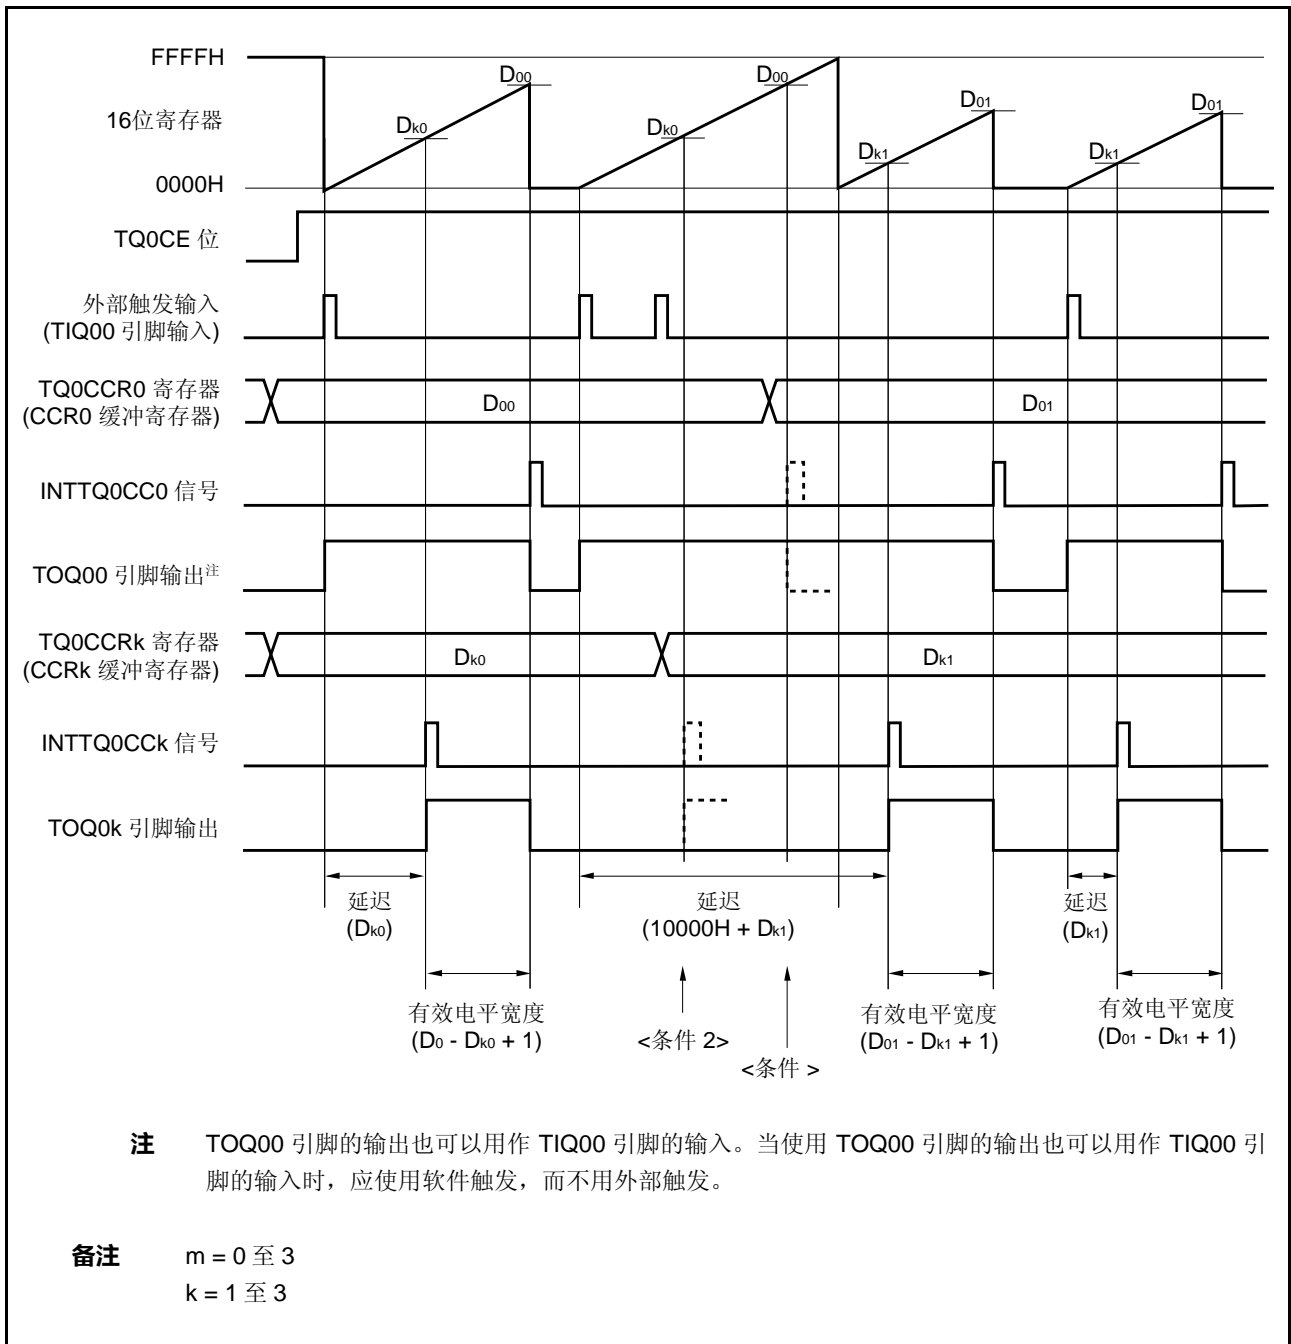 FFFFH
D00
D00
16位寄存器
Dk0
Dk0
D01
D01
Dk1
Dk1
0000H
TQ0CE 位
外部触发输入
(TIQ00 引脚输入)
TQ0CCR0 寄存器
(CCR0 缓冲寄存器)
D00
D01
INTTQ0CC0 信号
TOQ00 引脚输出注
TQ0CCRk 寄存器
(CCRk 缓冲寄存器)
Dk0
Dk1
INTTQ0CCk 信号
TOQ0k 引脚输出
延迟
(Dk0)
延迟
(10000H + Dk1)
延迟
(Dk1)
有效电平宽度
(D0 - Dk0 + 1)
<条件 2>
<条件 >
有效电平宽度
(D01 - Dk1 + 1)
有效电平宽度
(D01 - Dk1 + 1)
注 TOQ00 引脚的输出也可以用作 TIQ00 引脚的输入。当使用 TOQ00 引脚的输出也可以用作 TIQ00 引
脚的输入时，应使用软件触发，而不用外部触发。
备注 m = 0 至 3
k = 1 至 3